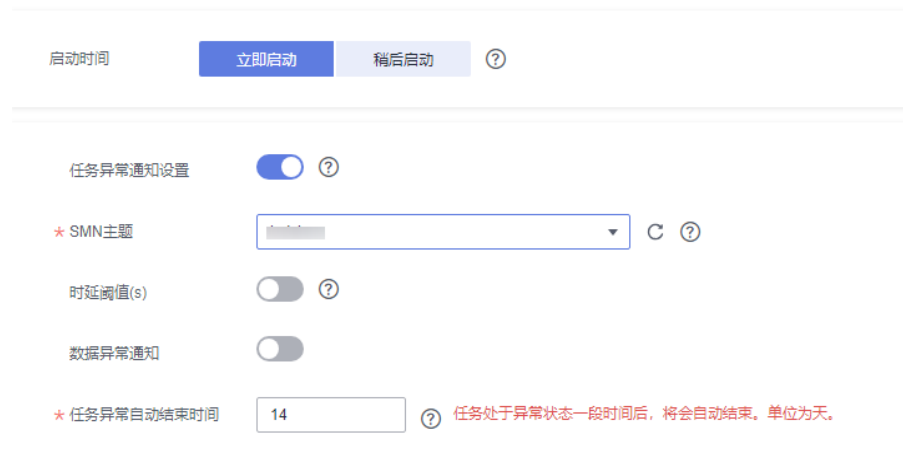 启动时间 立即启动 稍后启动 ?
任务异常通知设置 ?
* SMN主题 ?
时延阈值(s) ?
数据异常通知
* 任务异常自动结束时间 14 ? 任务处于异常状态一段时间后，将会自动结束。单位为天。